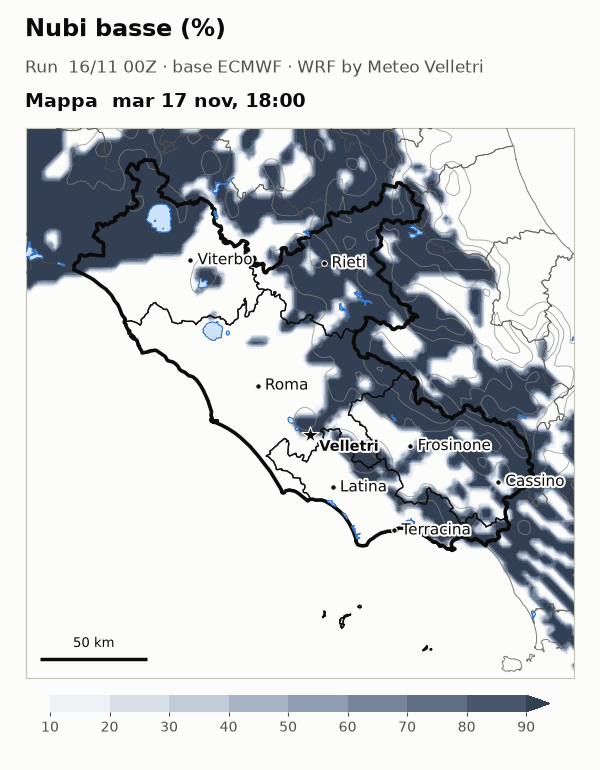 Nubi basse (%)
Run  16/11 00Z · base ECMWF · WRF by Meteo Velletri
Mappa  mar 17 nov, 18:00
Viterbo
Rieti
Roma
Velletri
Frosinone
Latina
Cassino
Terracina
50 km
10 20 30 40 50 60 70 80 90